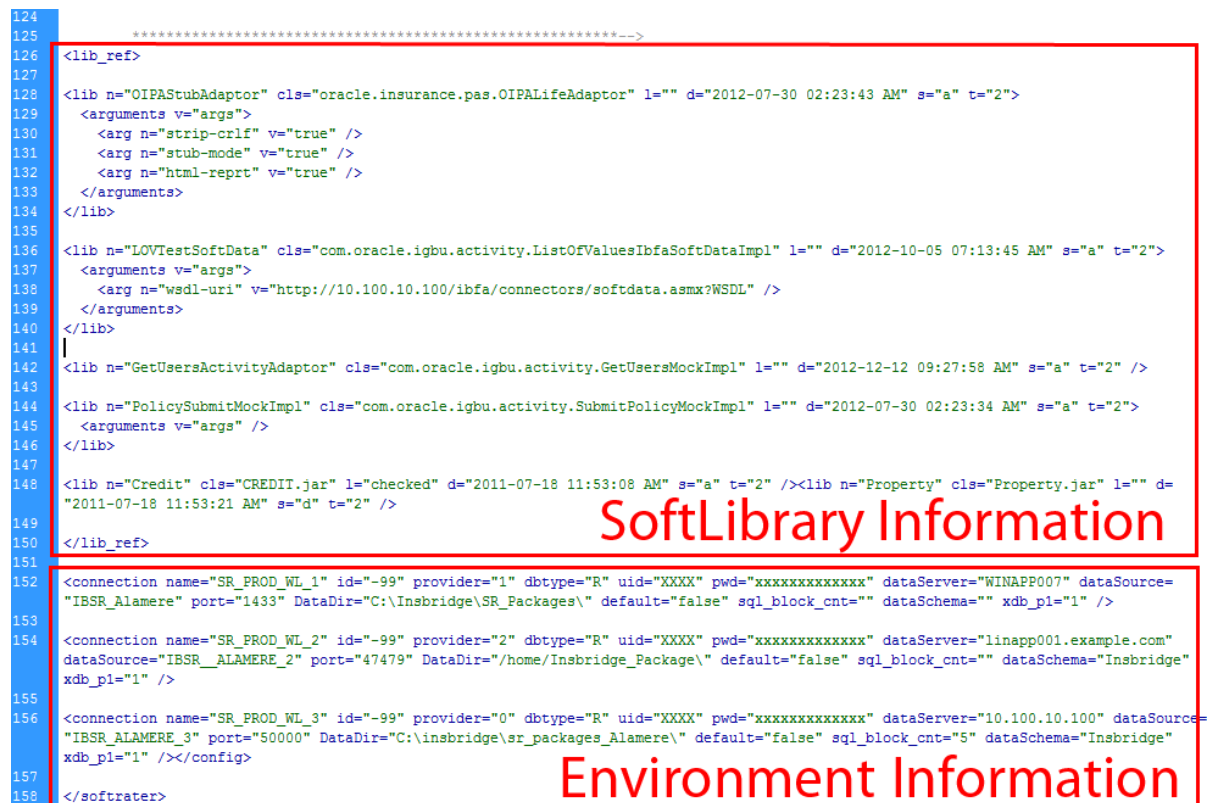 124
125 *********************************************************-->
126 <lib_ref>
127
128 <lib n="OIPAStubAdaptor" cls="oracle.insurance.pas.OIPALifeAdaptor" l="" d="2012-07-30 02:23:43 AM" s="a" t="2">
129 <arguments v="args">
130 <arg n="strip-crlf" v="true" />
131 <arg n="stub-mode" v="true" />
132 <arg n="html-reprt" v="true" />
133 </arguments>
134 </lib>
135
136 <lib n="LOVTestSoftData" cls="com.oracle.igbu.activity.ListOfValuesIbfaSoftDataImpl" l="" d="2012-10-05 07:13:45 AM" s="a" t="2">
137 <arguments v="args">
138 <arg n="wsdl-uri" v="http://10.100.10.100/ibfa/connectors/softdata.asmx?WSDL" />
139 </arguments>
140 </lib>
141
142 <lib n="GetUsersActivityAdaptor" cls="com.oracle.igbu.activity.GetUsersMockImpl" l="" d="2012-12-12 09:27:58 AM" s="a" t="2" />
143
144 <lib n="PolicySubmitMockImpl" cls="com.oracle.igbu.activity.SubmitPolicyMockImpl" l="" d="2012-07-30 02:23:34 AM" s="a" t="2">
145 <arguments v="args" />
146 </lib>
147
148 <lib n="Credit" cls="CREDIT.jar" l="checked" d="2011-07-18 11:53:08 AM" s="a" t="2" /><lib n="Property" cls="Property.jar" l="" d=
"2011-07-18 11:53:21 AM" s="d" t="2" />
SoftLibrary Information
149
150 </lib_ref>
151
152 <connection name="SR_PROD_WL_1" id="-99" provider="1" dbtype="R" uid="XXXX" pwd="xxxxxxxxxxxxx" dataServer="WINAPP007" dataSource=
"IBSR_Alamere" port="1433" DataDir="C:\Insbridge\SR_Packages\" default="false" sql_block_cnt="" dataSchema="" xdb_p1="1" />
153
154 <connection name="SR_PROD_WL_2" id="-99" provider="2" dbtype="R" uid="XXXX" pwd="xxxxxxxxxxxxx" dataServer="linapp001.example.com"
dataSource="IBSR__ALAMERE_2" port="47479" DataDir="/home/Insbridge_Package\" default="false" sql_block_cnt="" dataSchema="Insbridge"
xdb_p1="1" />
155
156 <connection name="SR_PROD_WL_3" id="-99" provider="0" dbtype="R" uid="XXXX" pwd="xxxxxxxxxxxxx" dataServer="10.100.10.100" dataSource=
"IBSR_ALAMERE_3" port="50000" DataDir="C:\insbridge\sr_packages_Alamere\" default="false" sql_block_cnt="5" dataSchema="Insbridge"
xdb_p1="1" /></config>
Environment Information
157
158 </softrater>